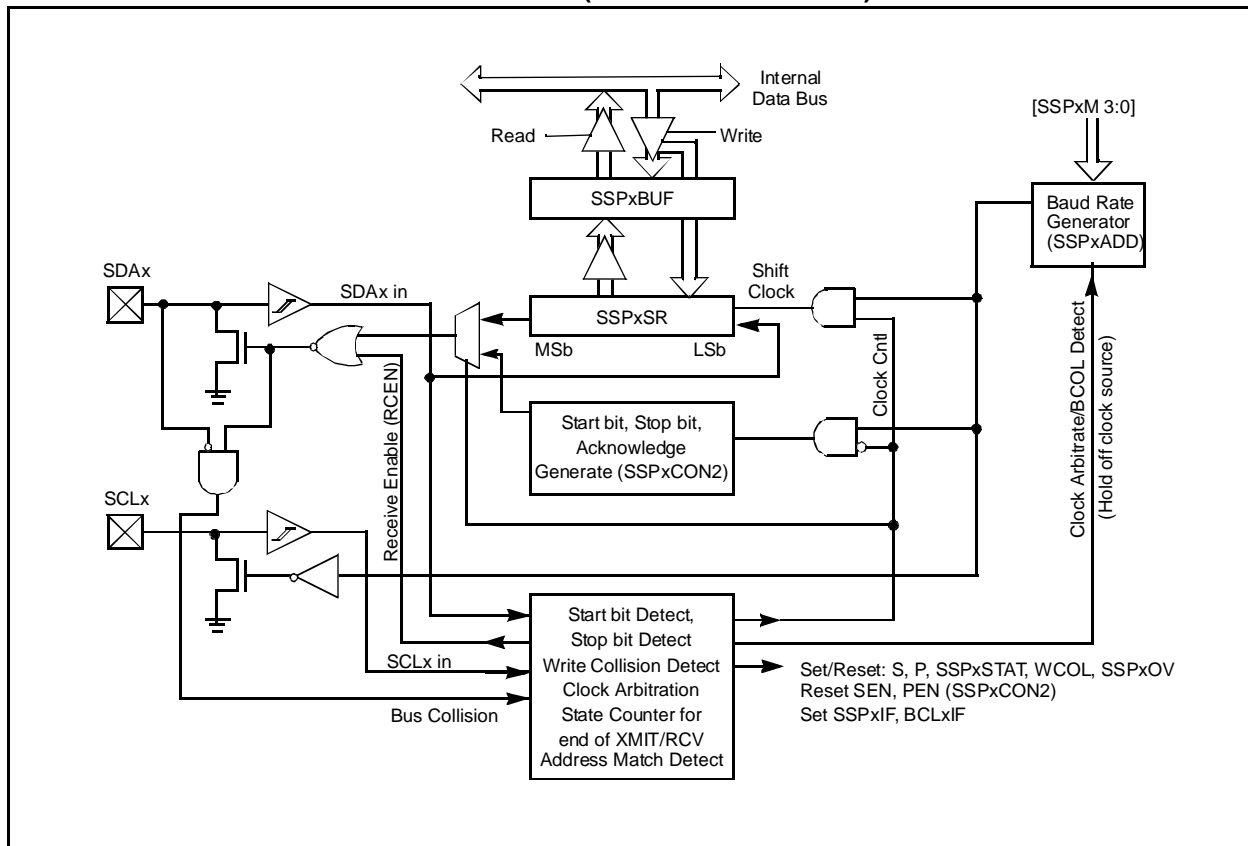 Internal
Data Bus
[SSPxM 3:0]
Read
Write
SSPxBUF
Baud Rate
Generator
(SSPxADD)
SDAx
SDAx in
Shift
Clock
SSPxSR
MSb
LSb
Clock Cntl
Clock Arbitrate/BCOL Detect
(Hold off clock source)
Receive Enable (RCEN)
Start bit, Stop bit,
Acknowledge
Generate (SSPxCON2)
SCLx
SCLx in
Bus Collision
Start bit Detect,
Stop bit Detect
Write Collision Detect
Clock Arbitration
State Counter for
end of XMIT/RCV
Address Match Detect
Set/Reset: S, P, SSPxSTAT, WCOL, SSPxOV
Reset SEN, PEN (SSPxCON2)
Set SSPxIF, BCLxIF